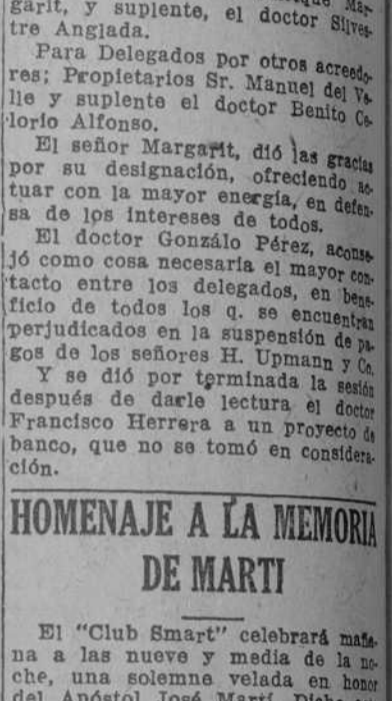 garit, y suplente, el doctor Silves-
tre Anglada.
Para Delegados por otros acreedo-
res; Propietarios Sr. Manuel del Va-
lle y suplente el doctor Benito Ce-
lorio Alfonso.
El señor Margarit, dió las gracias
por su designación, ofreciendo ac-
tuar con la mayor energía, en defen-
sa de los intereses de todos.
El doctor Gonzálo Pérez, aconse-
jó como cosa necesaria el mayor con-
tacto entre los delegados, en bene-
ficio de todos los q. se encuentran
perjudicados en la suspensión de pa-
gos de los señores H. Upmann y Co.
Y se dió por terminada la sesión
después de darle lectura el doctor
Francisco Herrera a un proyecto de
banco, que no se tomó en considera-
ción.
HOMENAJE A LA MEMORIA
DE MARTI
El "Club Smart" celebrará maña-
na a las nueve y media de la no-
che, una solemne velada en honor
del Apóstol José Martí.